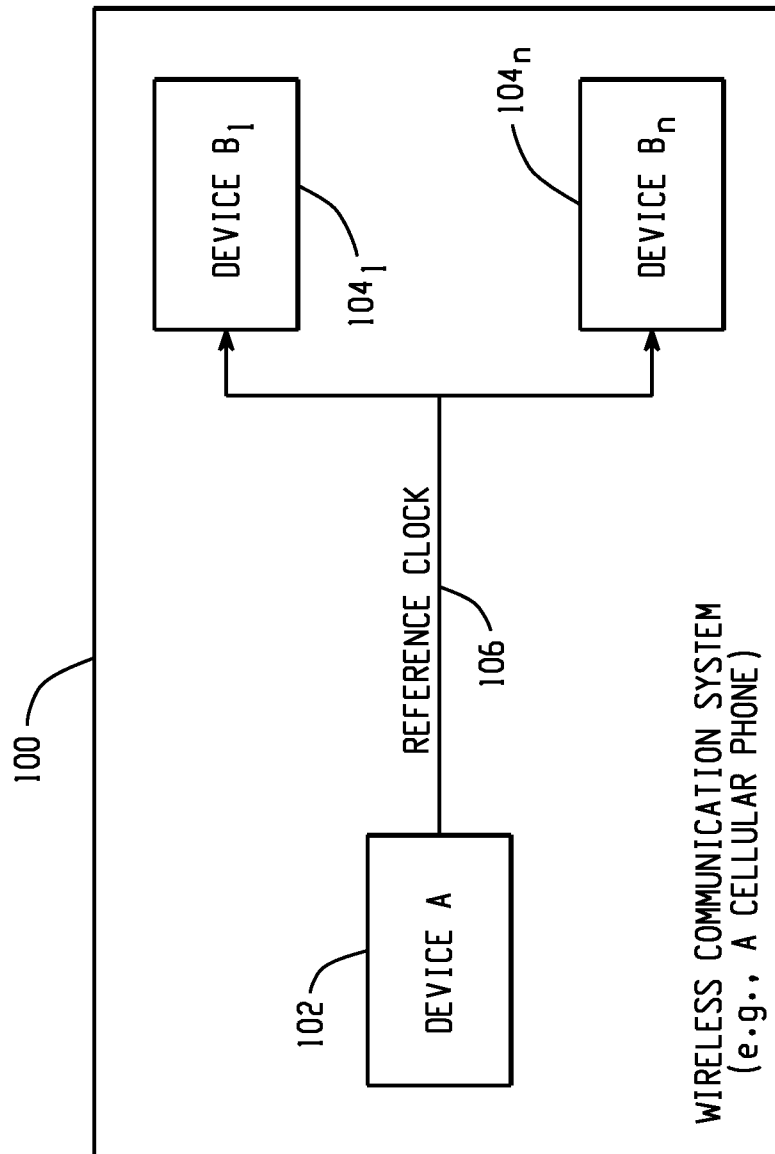 100
102
DEVICE A
REFERENCE CLOCK
106
DEVICE B₁
104₁
104ₙ
DEVICE Bₙ
WIRELESS COMMUNICATION SYSTEM
(e.g., A CELLULAR PHONE)